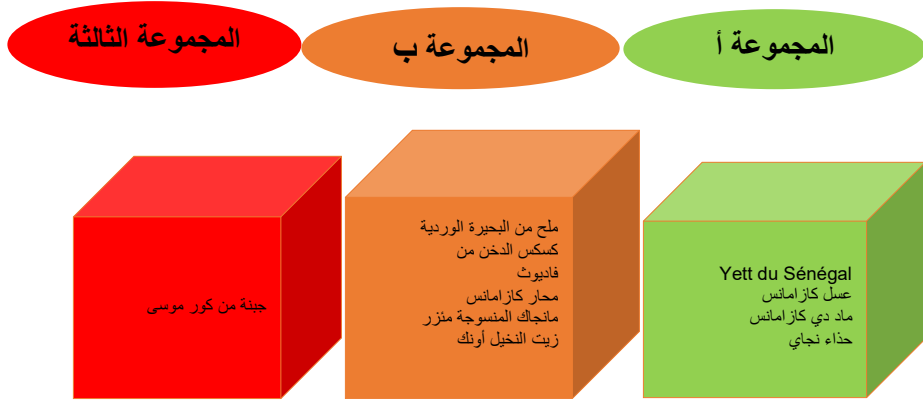 المجموعة أ
المجموعة ب
المجموعة الثالثة
Yett du Sénégal
عسل كازامانس
ماد دي كازامانس
حذاء نجاي
ملح من البحيرة الوردية
كسكس الدخن من
فاديوث
محار كازامانس
مانجاك المنسوجة مئزر
زيت النخيل أونك
جبنة من كور موسى